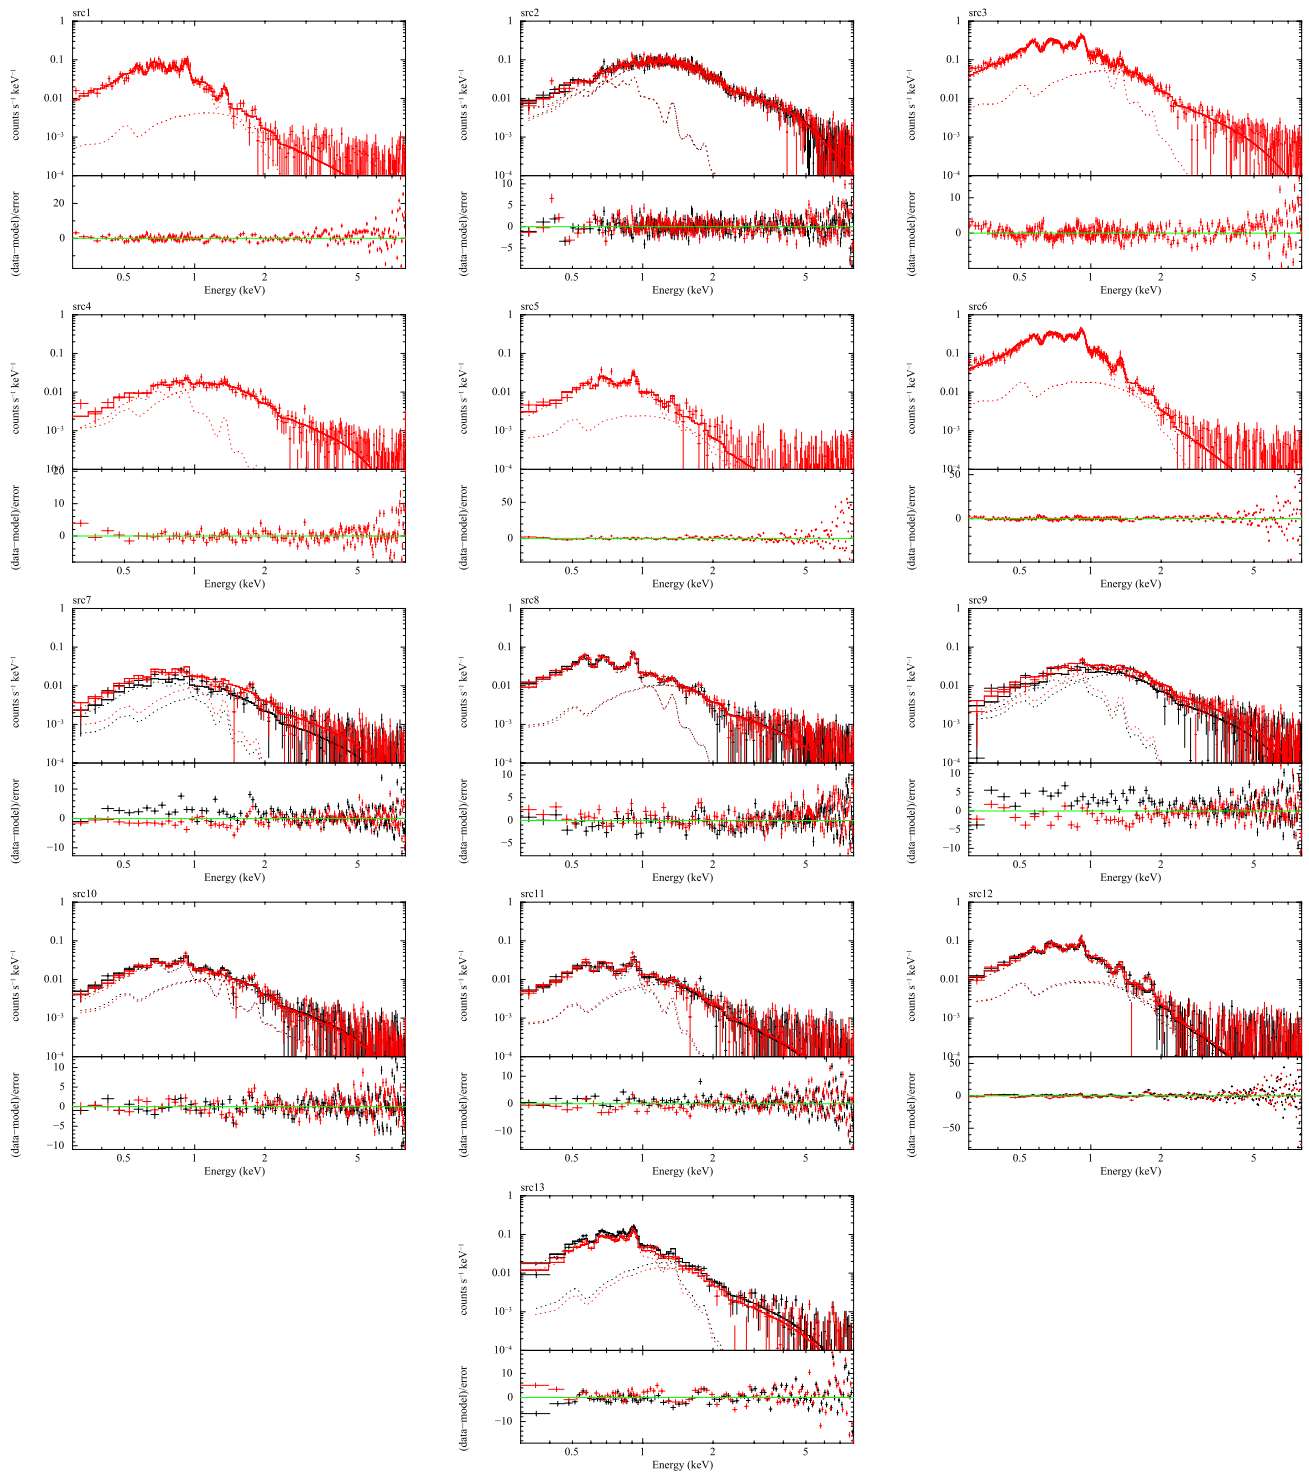 src1
1
0.1
0.01
10⁻³
10⁻⁴
counts s⁻¹ keV⁻¹
20
0
(data−model)/error
0.5 1 2 5
Energy (keV)
src2
1
0.1
0.01
10⁻³
10⁻⁴
counts s⁻¹ keV⁻¹
10
5
0
−5
(data−model)/error
0.5 1 2 5
Energy (keV)
src3
1
0.1
0.01
10⁻³
10⁻⁴
counts s⁻¹ keV⁻¹
10
0
(data−model)/error
0.5 1 2 5
Energy (keV)
src4
1
0.1
0.01
10⁻³
counts s⁻¹ keV⁻¹
20
10
0
(data−model)/error
0.5 1 2 5
Energy (keV)
src5
1
0.1
0.01
10⁻³
10⁻⁴
counts s⁻¹ keV⁻¹
50
0
(data−model)/error
0.5 1 2 5
Energy (keV)
src6
1
0.1
0.01
10⁻³
10⁻⁴
counts s⁻¹ keV⁻¹
50
0
(data−model)/error
0.5 1 2 5
Energy (keV)
src7
1
0.1
0.01
10⁻³
10⁻⁴
counts s⁻¹ keV⁻¹
10
0
−10
(data−model)/error
0.5 1 2 5
Energy (keV)
src8
1
0.1
0.01
10⁻³
10⁻⁴
counts s⁻¹ keV⁻¹
10
5
0
−5
(data−model)/error
0.5 1 2 5
Energy (keV)
src9
1
0.1
0.01
10⁻³
10⁻⁴
counts s⁻¹ keV⁻¹
10
5
0
−5
−10
(data−model)/error
0.5 1 2 5
Energy (keV)
src10
1
0.1
0.01
10⁻³
10⁻⁴
counts s⁻¹ keV⁻¹
10
5
0
−5
−10
(data−model)/error
0.5 1 2 5
Energy (keV)
src11
1
0.1
0.01
10⁻³
10⁻⁴
counts s⁻¹ keV⁻¹
10
0
−10
(data−model)/error
0.5 1 2 5
Energy (keV)
src12
1
0.1
0.01
10⁻³
10⁻⁴
counts s⁻¹ keV⁻¹
50
0
−50
(data−model)/error
0.5 1 2 5
Energy (keV)
src13
1
0.1
0.01
10⁻³
10⁻⁴
counts s⁻¹ keV⁻¹
10
0
−10
(data−model)/error
0.5 1 2 5
Energy (keV)